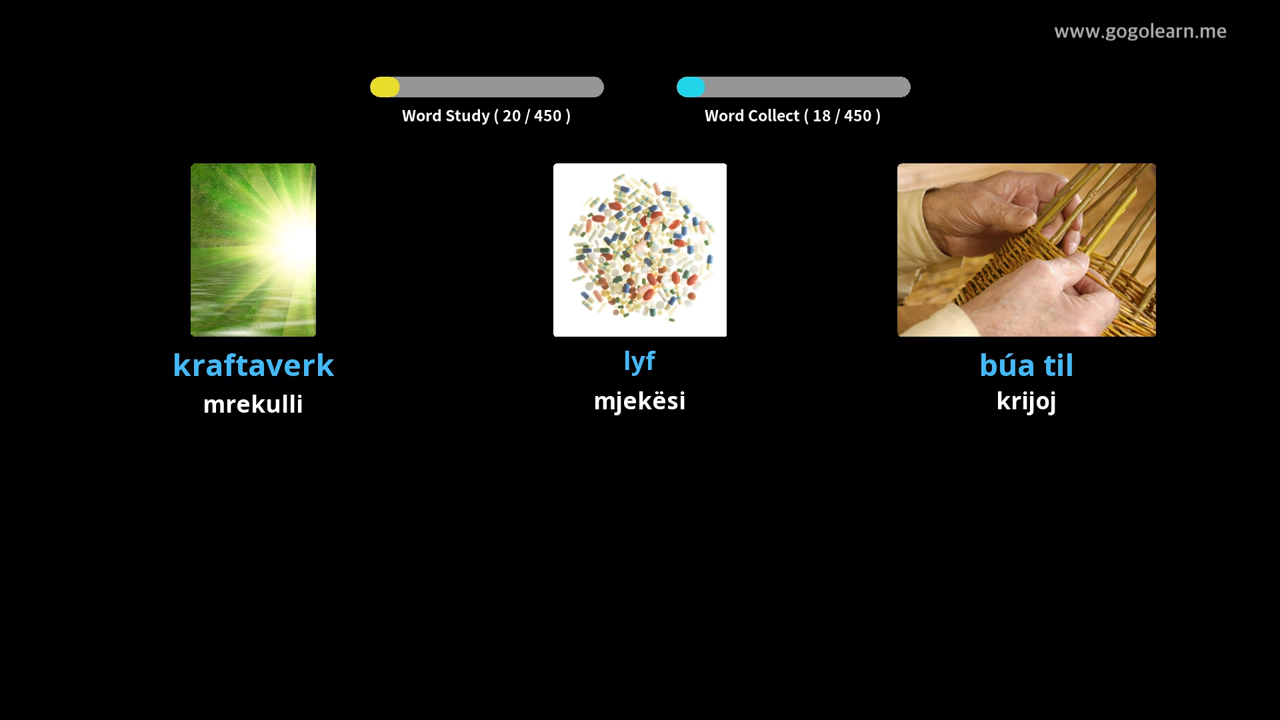 www.gogolearn.me
Word Study ( 20 / 450 )
Word Collect ( 18 / 450 )
kraftaverk
mrekulli
lyf
mjekësi
búa til
krijoj